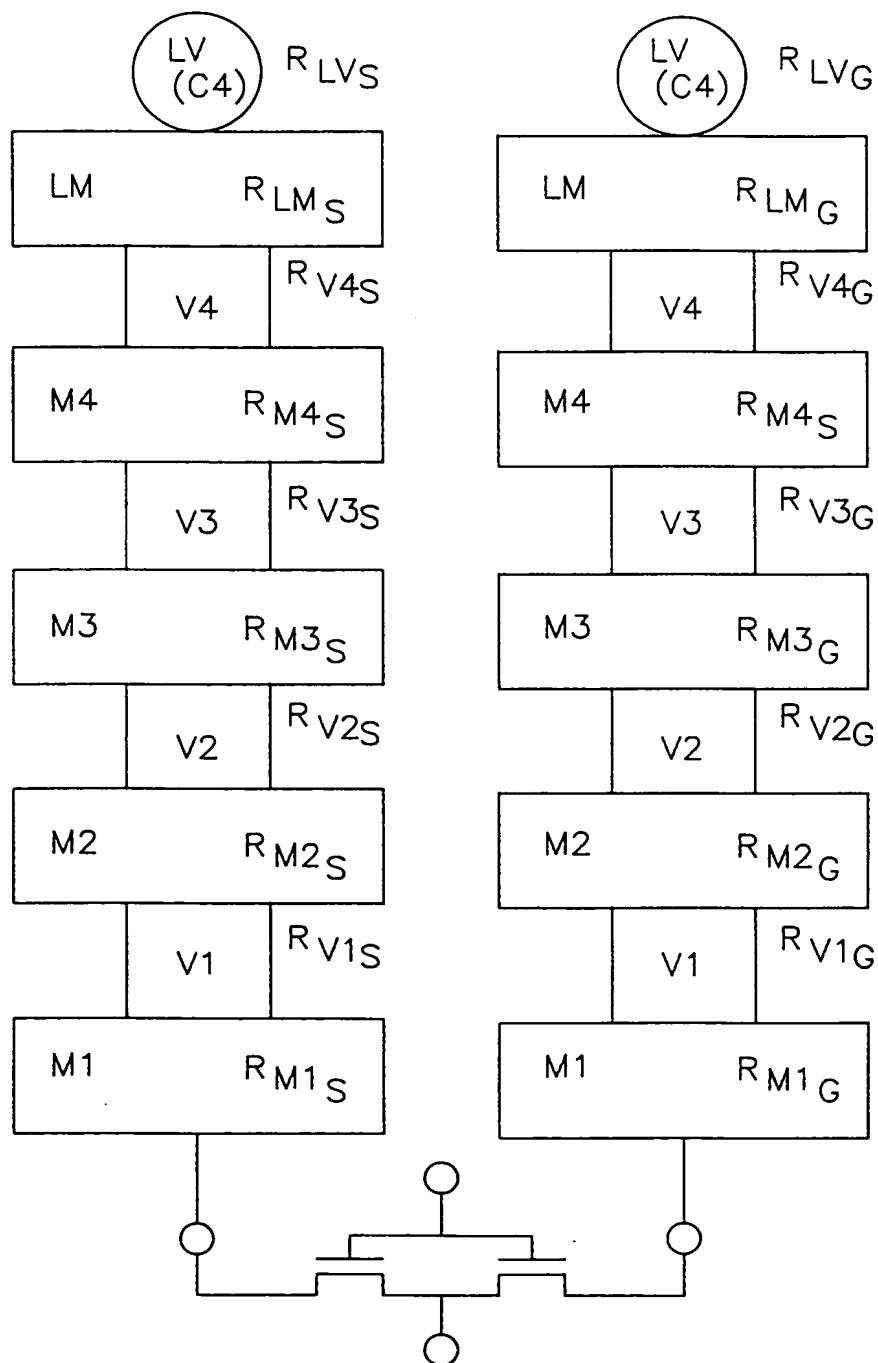 LV
(C4)
R LVS
LM
R LMS
R V4S
V4
M4
R M4S
V3
R V3S
M3
R M3S
R V2S
V2
M2
R M2S
R V1S
V1
M1
R M1S
LV
(C4)
R LVG
LM
R LMG
R V4G
V4
M4
R M4S
V3
R V3G
M3
R M3G
R V2G
V2
M2
R M2G
R V1G
V1
M1
R M1G